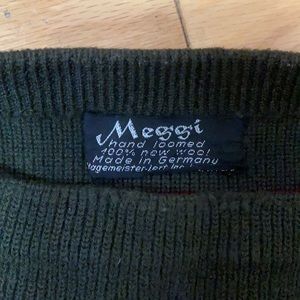 Meggi
hand loomed
100% new wool
Made in Germany